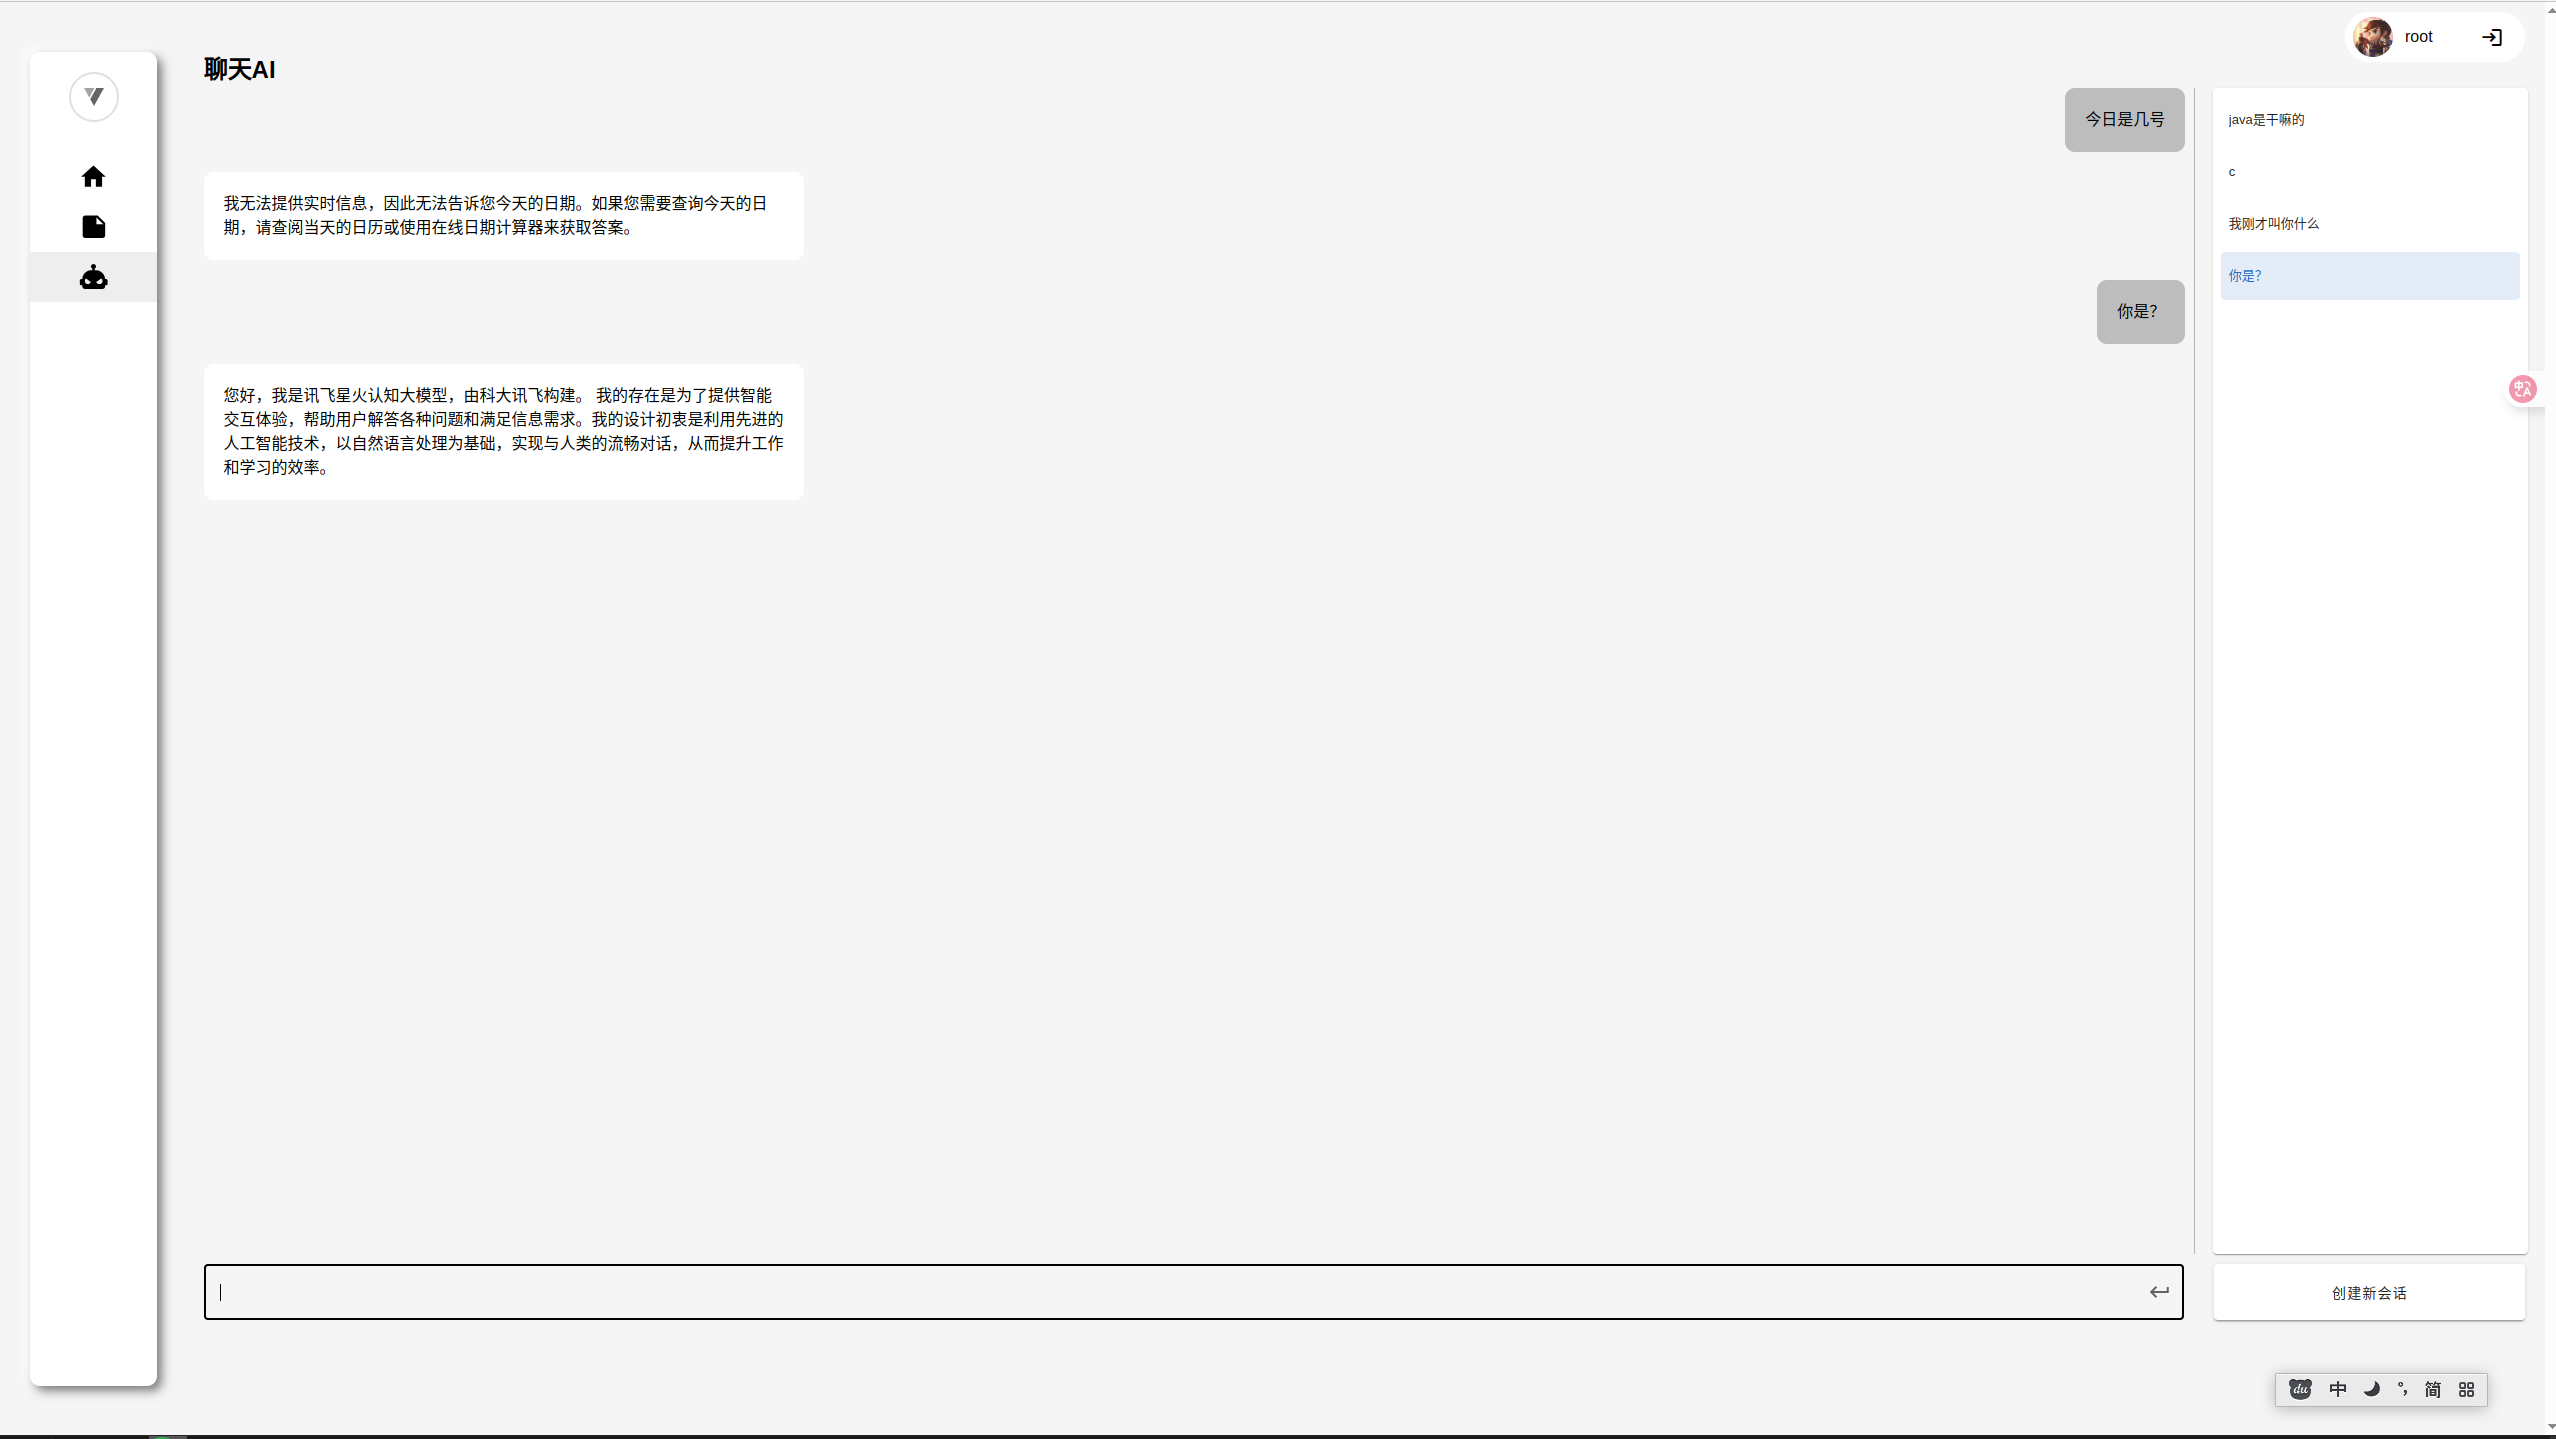 root
聊天AI
今日是几号
我无法提供实时信息，因此无法告诉您今天的日期。如果您需要查询今天的日
期，请查阅当天的日历或使用在线日期计算器来获取答案。
你是？
您好，我是讯飞星火认知大模型，由科大讯飞构建。 我的存在是为了提供智能
交互体验，帮助用户解答各种问题和满足信息需求。我的设计初衷是利用先进的
人工智能技术，以自然语言处理为基础，实现与人类的流畅对话，从而提升工作
和学习的效率。
java是干嘛的
c
我刚才叫你什么
你是？
中A
创建新会话
du 中 简